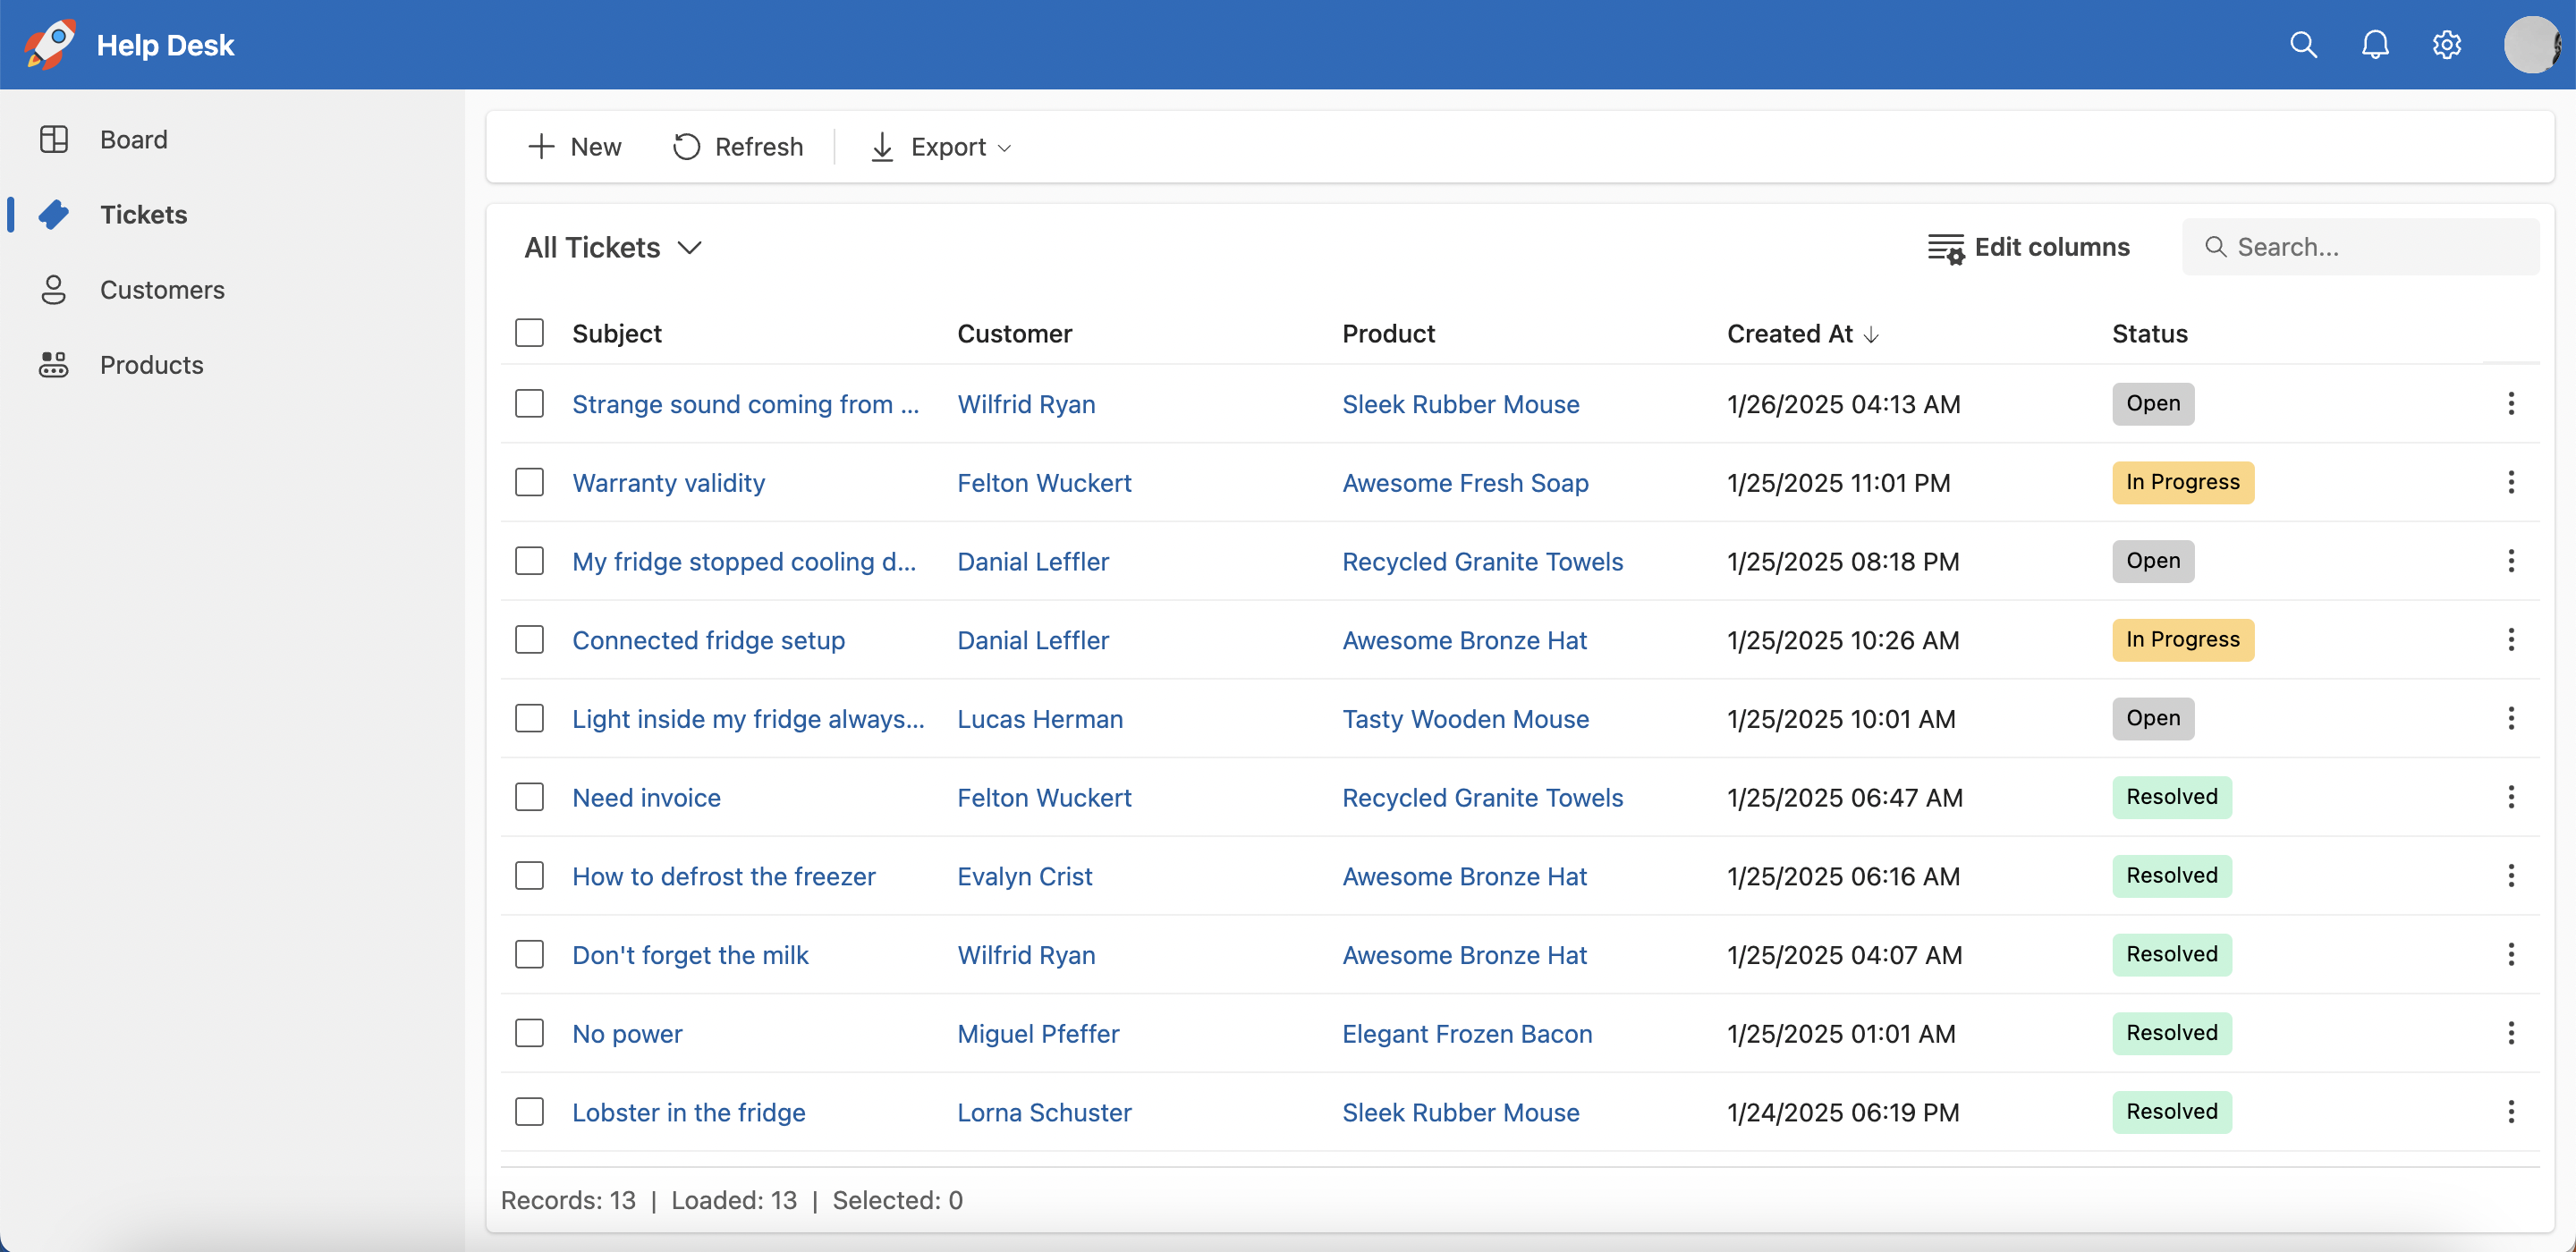 Help Desk
Board
Tickets
Customers
Products
New Refresh Export
All Tickets Edit columns Search...
Subject Customer Product Created At Status
Strange sound coming from ... Wilfrid Ryan Sleek Rubber Mouse 1/26/2025 04:13 AM Open
Warranty validity Felton Wuckert Awesome Fresh Soap 1/25/2025 11:01 PM In Progress
My fridge stopped cooling d... Danial Leffler Recycled Granite Towels 1/25/2025 08:18 PM Open
Connected fridge setup Danial Leffler Awesome Bronze Hat 1/25/2025 10:26 AM In Progress
Light inside my fridge always... Lucas Herman Tasty Wooden Mouse 1/25/2025 10:01 AM Open
Need invoice Felton Wuckert Recycled Granite Towels 1/25/2025 06:47 AM Resolved
How to defrost the freezer Evalyn Crist Awesome Bronze Hat 1/25/2025 06:16 AM Resolved
Don't forget the milk Wilfrid Ryan Awesome Bronze Hat 1/25/2025 04:07 AM Resolved
No power Miguel Pfeffer Elegant Frozen Bacon 1/25/2025 01:01 AM Resolved
Lobster in the fridge Lorna Schuster Sleek Rubber Mouse 1/24/2025 06:19 PM Resolved
Records: 13 | Loaded: 13 | Selected: 0